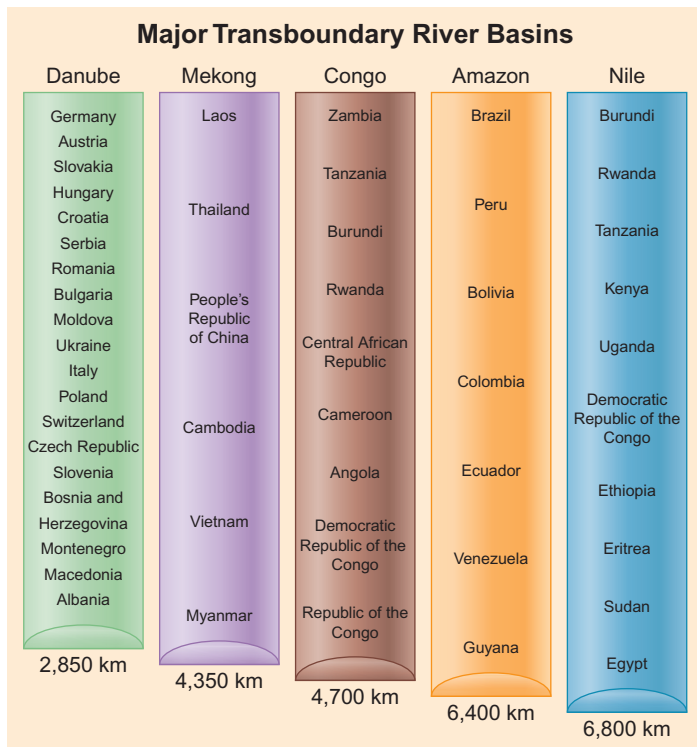 Major Transboundary River Basins
Danube
Germany
Austria
Slovakia
Hungary
Croatia
Serbia
Romania
Bulgaria
Moldova
Ukraine
Italy
Poland
Switzerland
Czech Republic
Slovenia
Bosnia and
Herzegovina
Montenegro
Macedonia
Albania
2,850 km
Mekong
Laos
Thailand
People's
Republic
of China
Cambodia
Vietnam
Myanmar
4,350 km
Congo
Zambia
Tanzania
Burundi
Rwanda
Central African
Republic
Cameroon
Angola
Democratic
Republic of the
Congo
Republic of the
Congo
4,700 km
Amazon
Brazil
Peru
Bolivia
Colombia
Ecuador
Venezuela
Guyana
6,400 km
Nile
Burundi
Rwanda
Tanzania
Kenya
Uganda
Democratic
Republic of the
Congo
Ethiopia
Eritrea
Sudan
Egypt
6,800 km